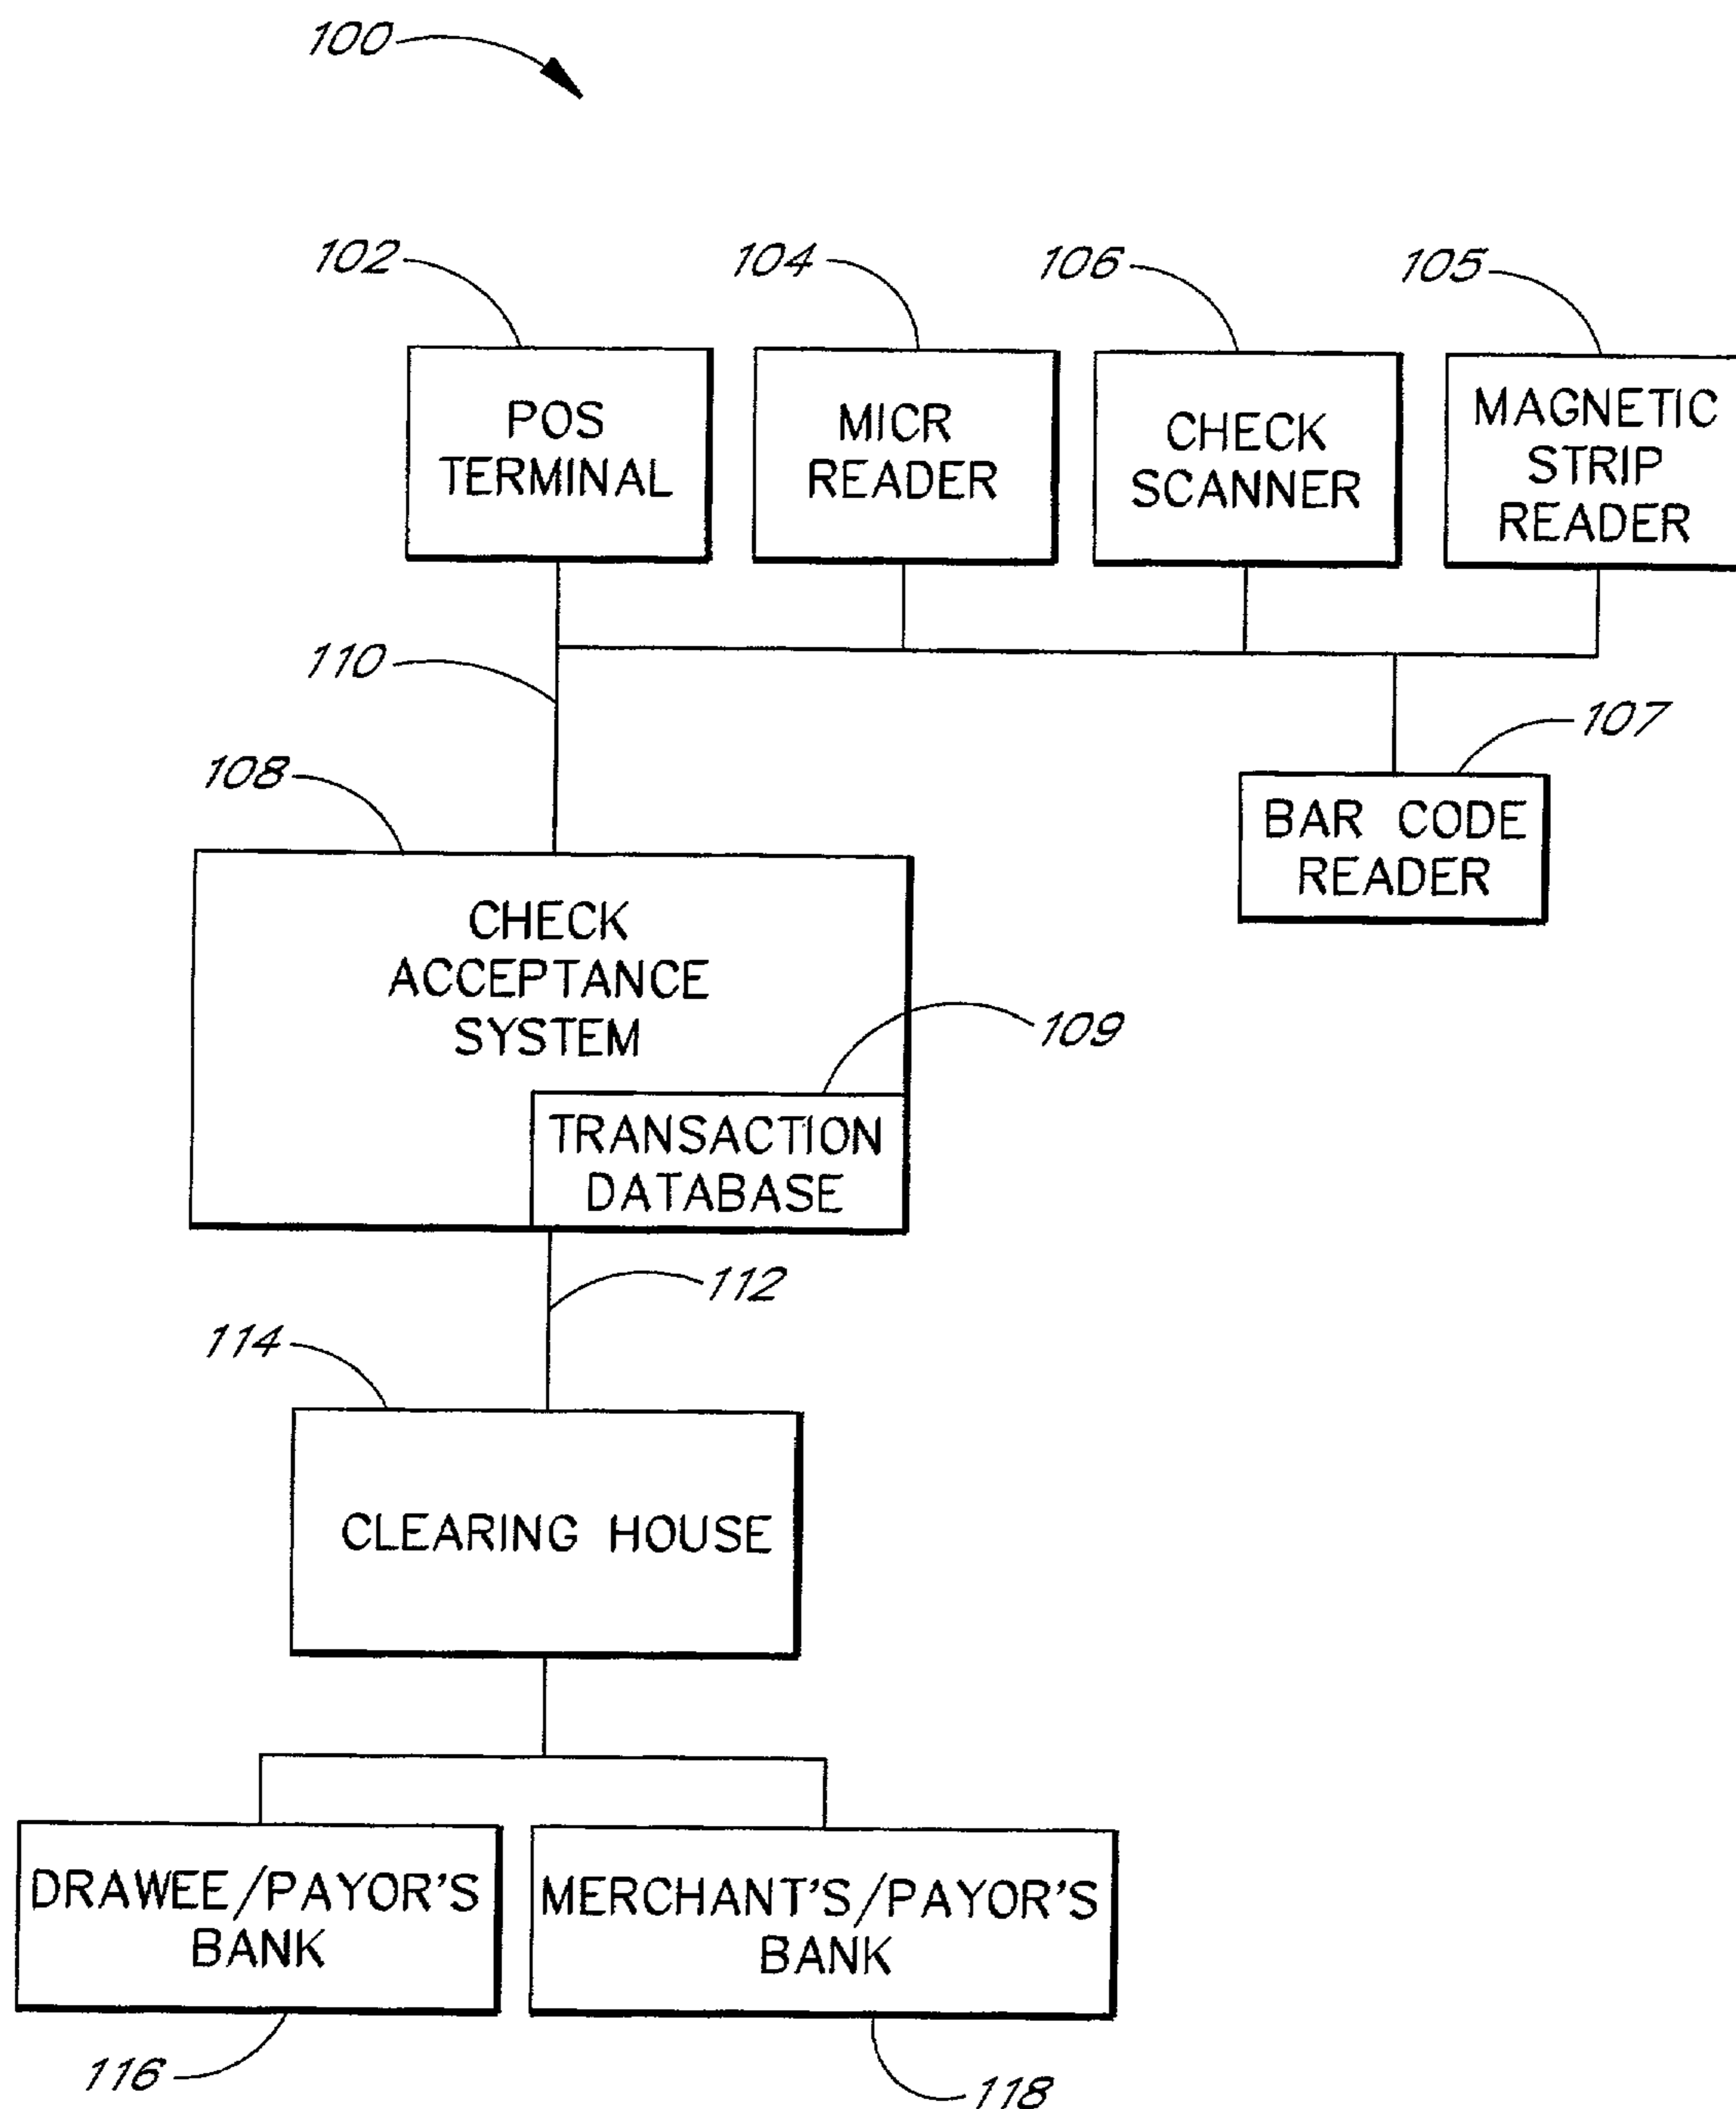 100
102
104
106
105
POS
TERMINAL
MICR
READER
CHECK
SCANNER
MAGNETIC
STRIP
READER
110
107
108
BAR CODE
READER
CHECK
ACCEPTANCE
SYSTEM
109
TRANSACTION
DATABASE
112
114
CLEARING HOUSE
DRAWEE/PAYOR'S
BANK
MERCHANT'S/PAYOR'S
BANK
116
118